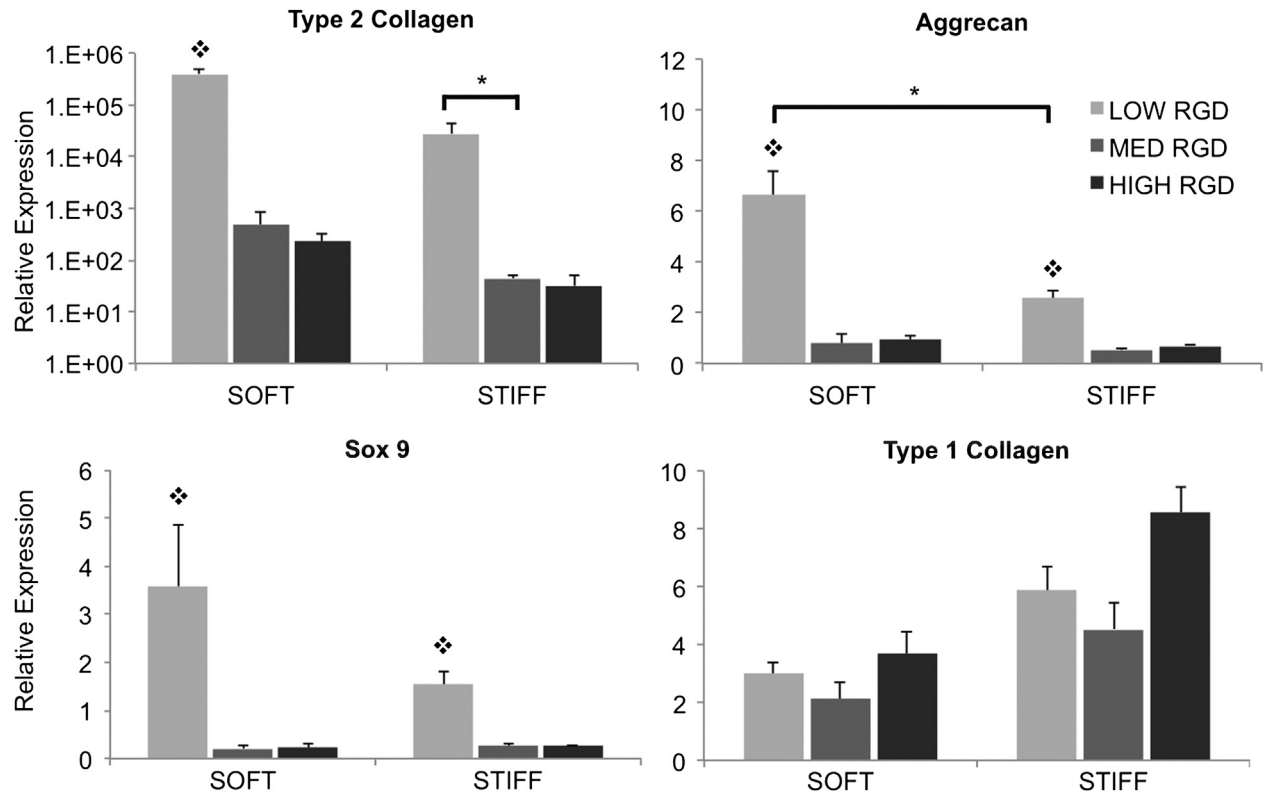 Type 2 Collagen
Relative Expression
1.E+06
1.E+05
1.E+04
1.E+03
1.E+02
1.E+01
1.E+00
❖
*
SOFT STIFF
Aggrecan
12
10
8
6
4
2
0
❖
*
❖
LOW RGD
MED RGD
HIGH RGD
SOFT STIFF
Sox 9
Relative Expression
6
5
4
3
2
1
0
❖
❖
SOFT STIFF
Type 1 Collagen
10
8
6
4
2
0
SOFT STIFF